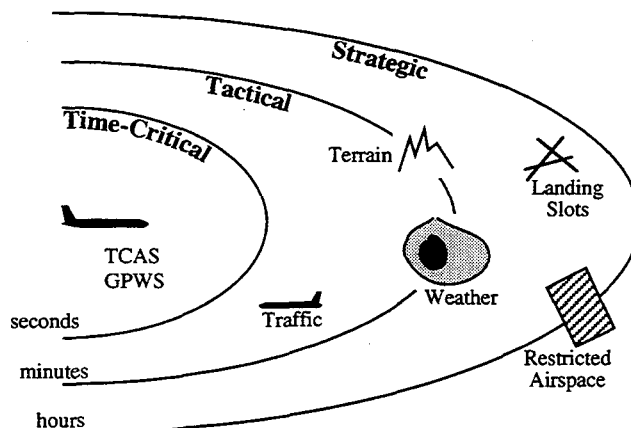 Strategic
Tactical
Time-Critical
Terrain
Landing
Slots
TCAS
GPWS
Weather
Traffic
seconds
Restricted
Airspace
minutes
hours